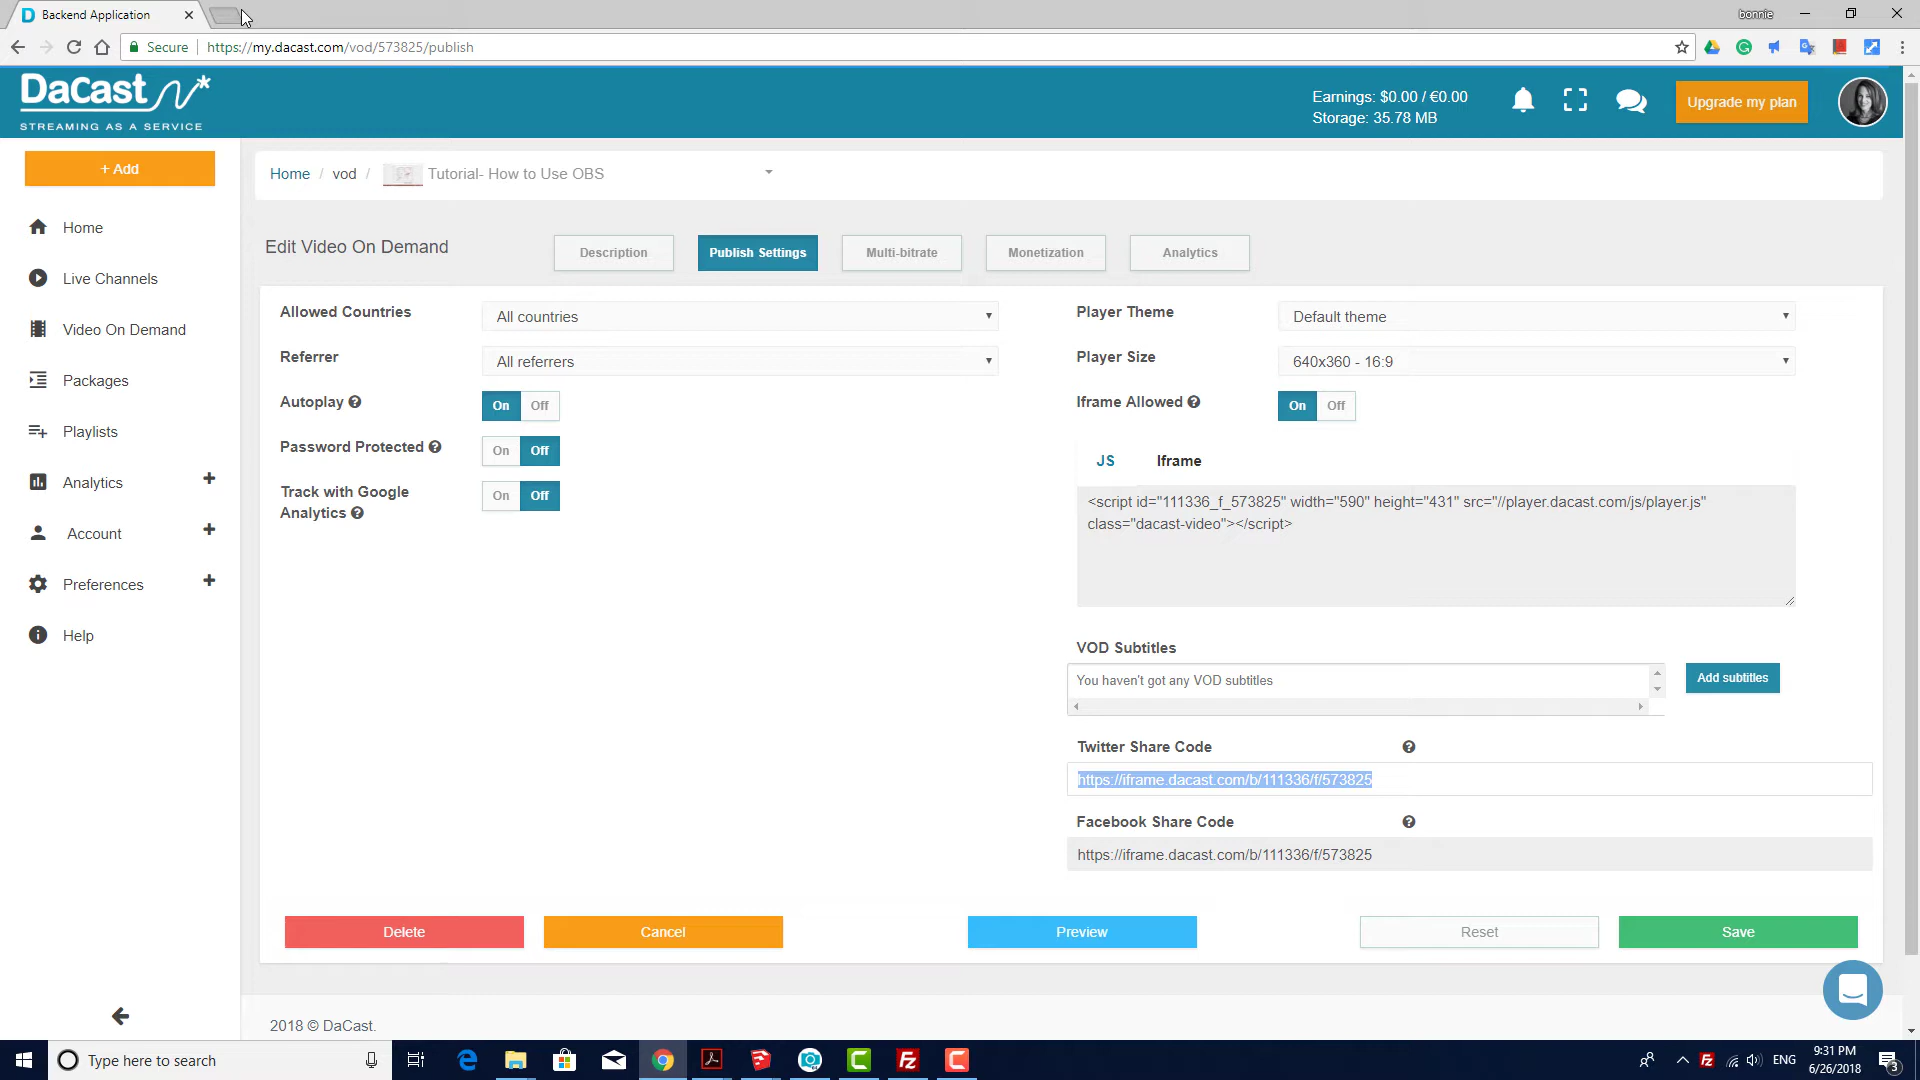 Backend Application
bonnie
Secure
https://my.dacast.com/vod/573825/publish
DaCast
STREAMING AS A SERVICE
Earnings: $0.00 / €0.00
Storage: 35.78 MB
Upgrade my plan
+ Add
Home
Live Channels
Video On Demand
Packages
Playlists
Analytics
Account
Preferences
Help
Home / vod / Tutorial- How to Use OBS
Edit Video On Demand
Description
Publish Settings
Multi-bitrate
Monetization
Analytics
Allowed Countries
All countries
Referrer
All referrers
Autoplay
On Off
Password Protected
On Off
Track with Google
Analytics
On Off
Player Theme
Default theme
Player Size
640x360 - 16:9
Iframe Allowed
On Off
JS
Iframe
<script id="111336_f_573825" width="590" height="431" src="//player.dacast.com/js/player.js"
class="dacast-video"></script>
VOD Subtitles
You haven't got any VOD subtitles
Add subtitles
Twitter Share Code
https://iframe.dacast.com/b/111336/f/573825
Facebook Share Code
https://iframe.dacast.com/b/111336/f/573825
Delete
Cancel
Preview
Reset
Save
2018 © DaCast.
Type here to search
ENG
9:31 PM
6/26/2018
3